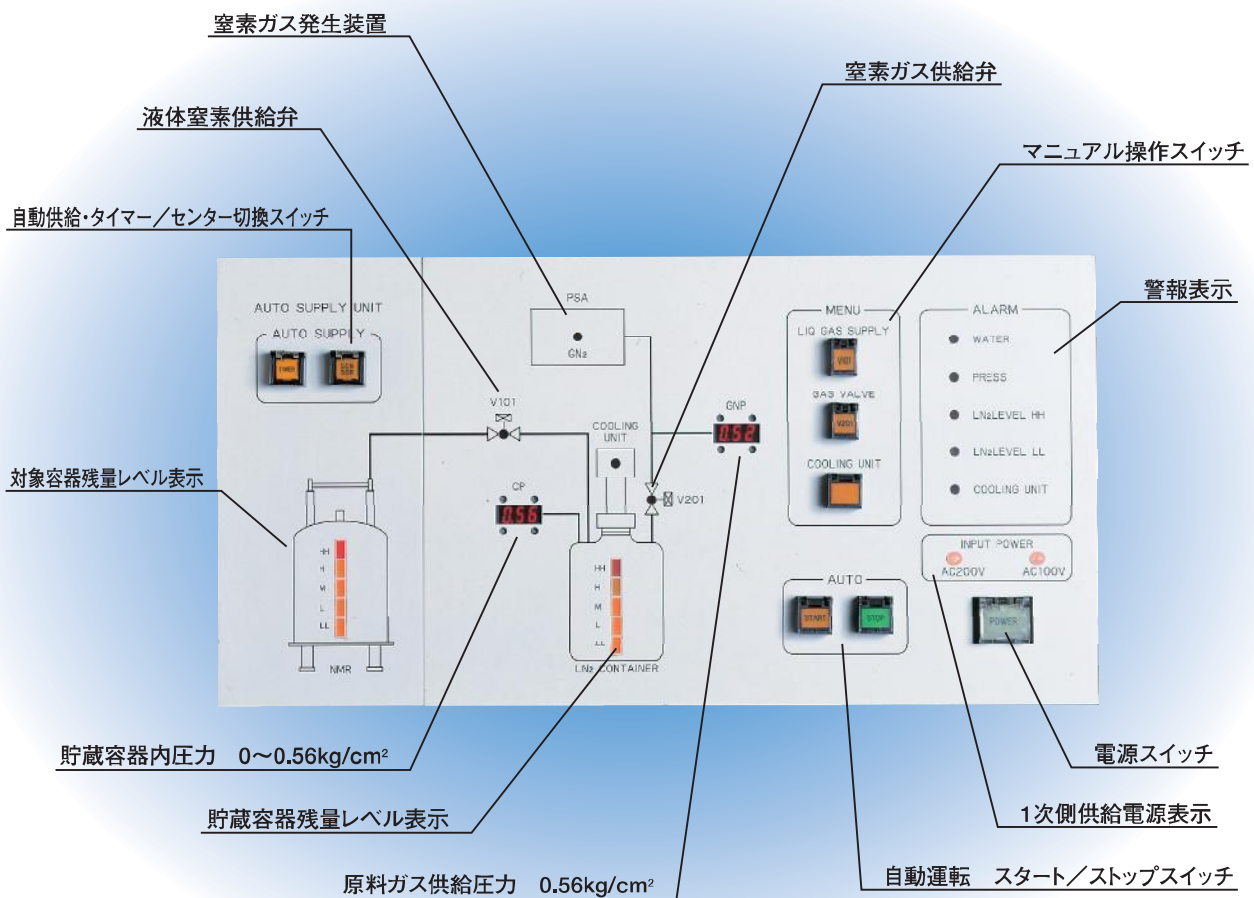 窒素ガス発生装置
窒素ガス供給弁
液体窒素供給弁
マニュアル操作スイッチ
自動供給・タイマー／センター切換スイッチ
警報表示
対象容器残量レベル表示
AUTO SUPPLY UNIT
AUTO SUPPLY
TIMER
SEN
SOR
PSA
GN₂
V101
COOLING
UNIT
GNP
0.52
CP
0.56
V201
HH
H
M
L
LL
NMR
HH
H
M
L
LL
LN₂ CONTAINER
MENU
LIQ GAS SUPPLY
V101
GAS VALVE
V201
COOLING UNIT
ALARM
WATER
PRESS
LN₂LEVEL HH
LN₂LEVEL LL
COOLING UNIT
INPUT POWER
AC200V AC100V
AUTO
START STOP
POWER
貯蔵容器内圧力 0〜0.56kg/cm²
電源スイッチ
貯蔵容器残量レベル表示
1次側供給電源表示
原料ガス供給圧力 0.56kg/cm²
自動運転 スタート／ストップスイッチ